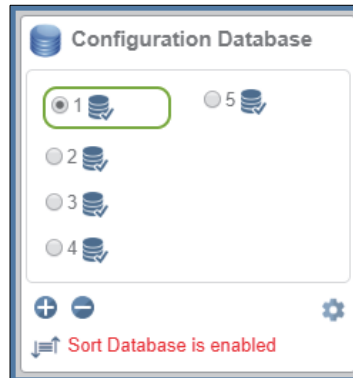 Configuration Database
1 5
2
3
4
Sort Database is enabled